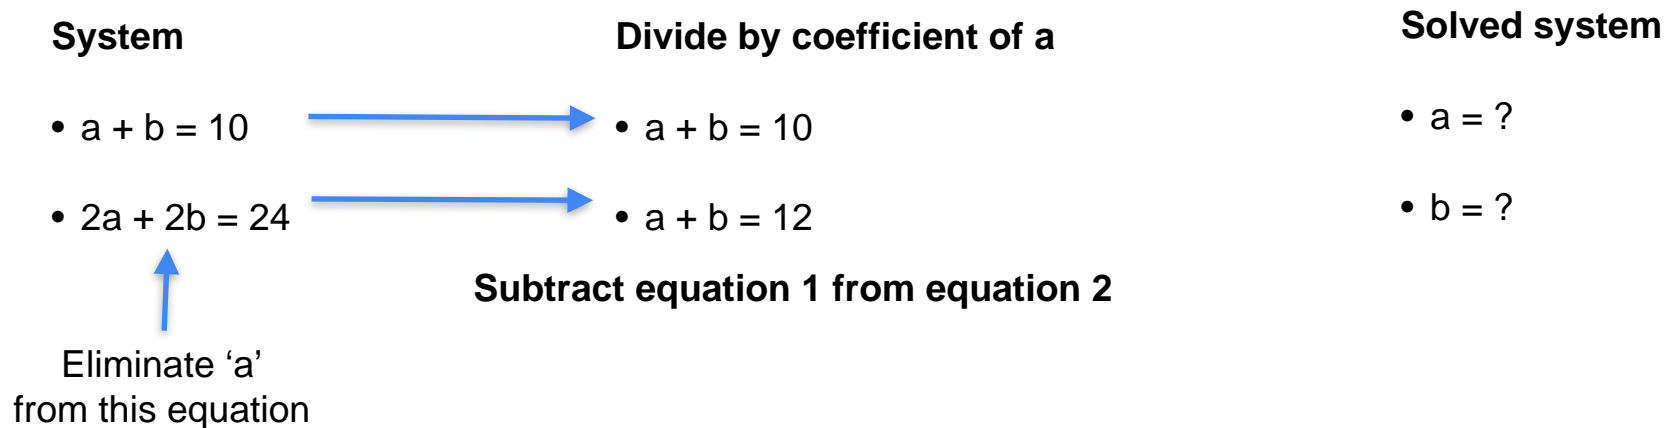 System
• a + b = 10
• 2a + 2b = 24
Eliminate ‘a’
from this equation
Divide by coefficient of a
• a + b = 10
• a + b = 12
Subtract equation 1 from equation 2
Solved system
• a = ?
• b = ?